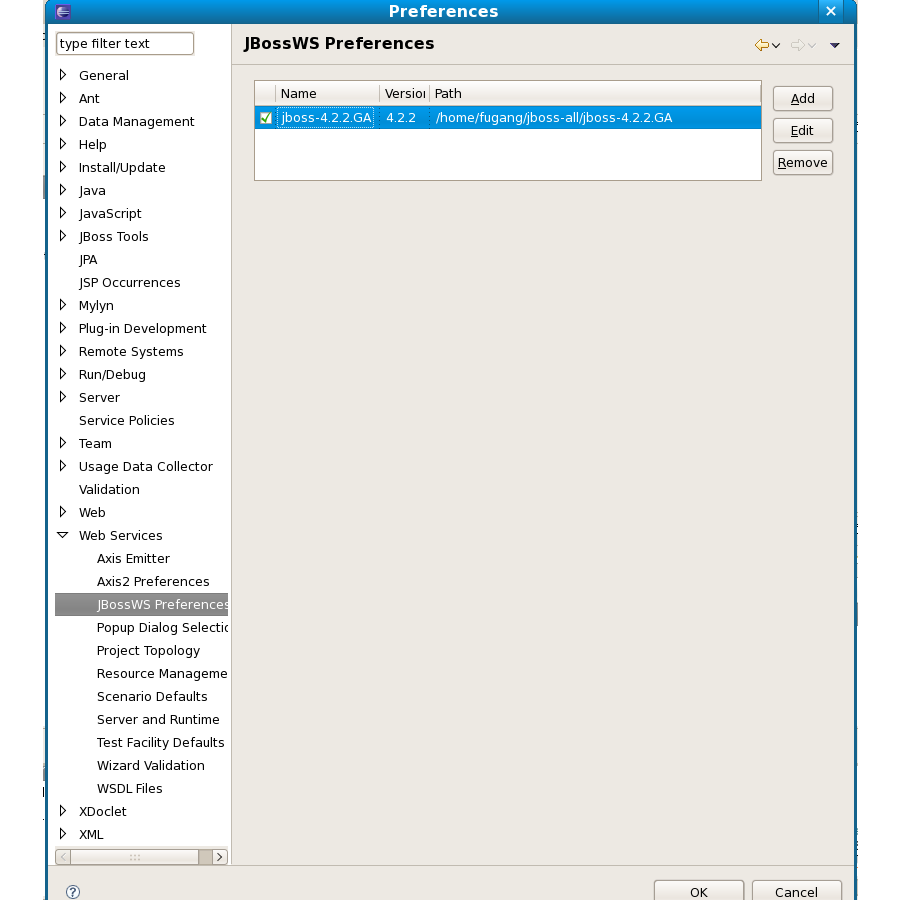 Preferences
type filter text
General
Ant
Data Management
Help
Install/Update
Java
JavaScript
JBoss Tools
JPA
JSP Occurrences
Mylyn
Plug-in Development
Remote Systems
Run/Debug
Server
Service Policies
Team
Usage Data Collector
Validation
Web
Web Services
Axis Emitter
Axis2 Preferences
JBossWS Preferences
Popup Dialog Selectic
Project Topology
Resource Manageme
Scenario Defaults
Server and Runtime
Test Facility Defaults
Wizard Validation
WSDL Files
XDoclet
XML
JBossWS Preferences
Name Version Path
jboss-4.2.2.GA 4.2.2 /home/fugang/jboss-all/jboss-4.2.2.GA
Add
Edit
Remove
OK Cancel